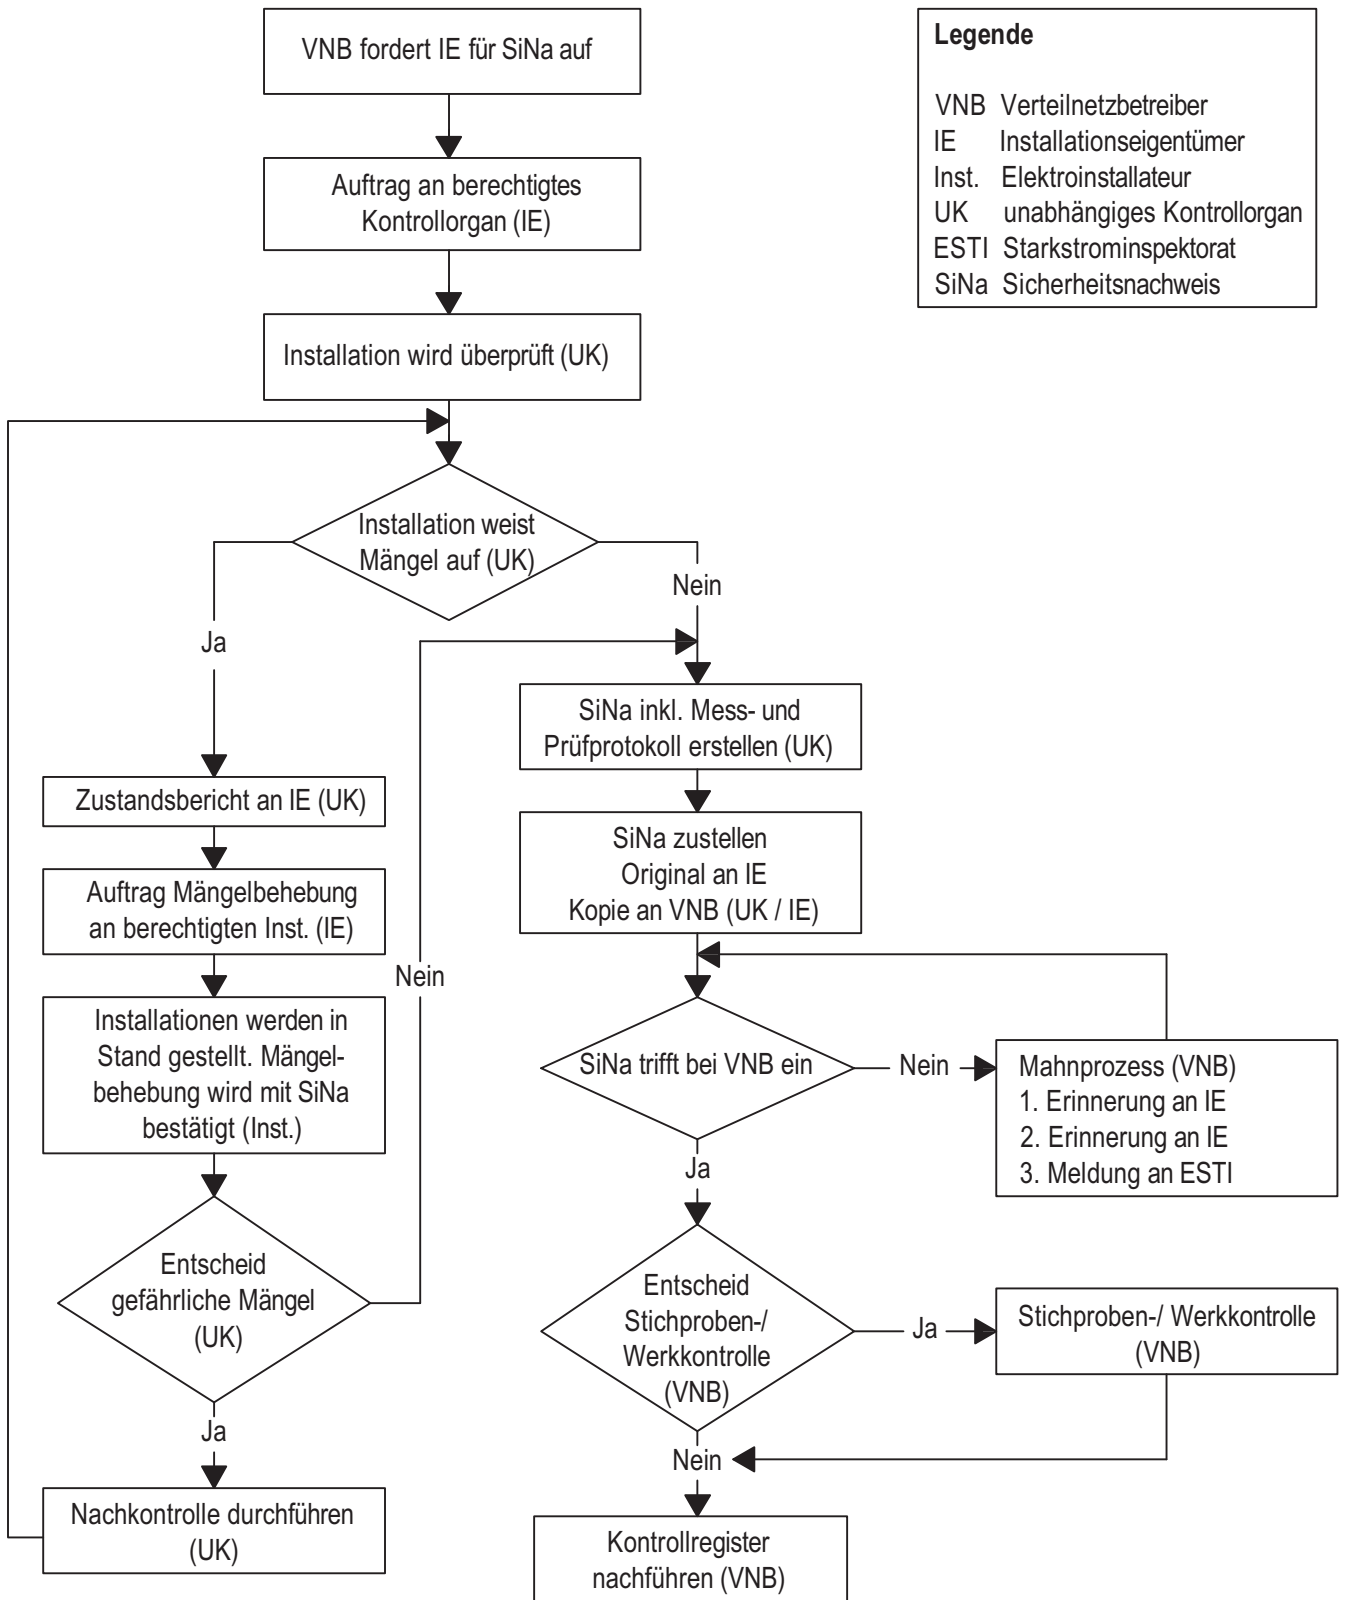 VNB fordert IE für SiNa auf
Legende
VNB Verteilnetzbetreiber
IE Installationseigentümer
Inst. Elektroinstallateur
UK unabhängiges Kontrollorgan
ESTI Starkstrominspektorat
SiNa Sicherheitsnachweis
Auftrag an berechtigtes
Kontrollorgan (IE)
Installation wird überprüft (UK)
Installation weist
Mängel auf (UK)
Ja
Nein
Zustandsbericht an IE (UK)
Auftrag Mängelbehebung
an berechtigten Inst. (IE)
Installationen werden in
Stand gestellt. Mängel-
behebung wird mit SiNa
bestätigt (Inst.)
Entscheid
gefährliche Mängel
(UK)
Nein
Ja
Nachkontrolle durchführen
(UK)
SiNa inkl. Mess- und
Prüfprotokoll erstellen (UK)
SiNa zustellen
Original an IE
Kopie an VNB (UK / IE)
SiNa trifft bei VNB ein
Nein
Mahnprozess (VNB)
1. Erinnerung an IE
2. Erinnerung an IE
3. Meldung an ESTI
Ja
Entscheid
Stichproben-/
Werkkontrolle
(VNB)
Ja
Stichproben-/ Werkkontrolle
(VNB)
Nein
Kontrollregister
nachführen (VNB)